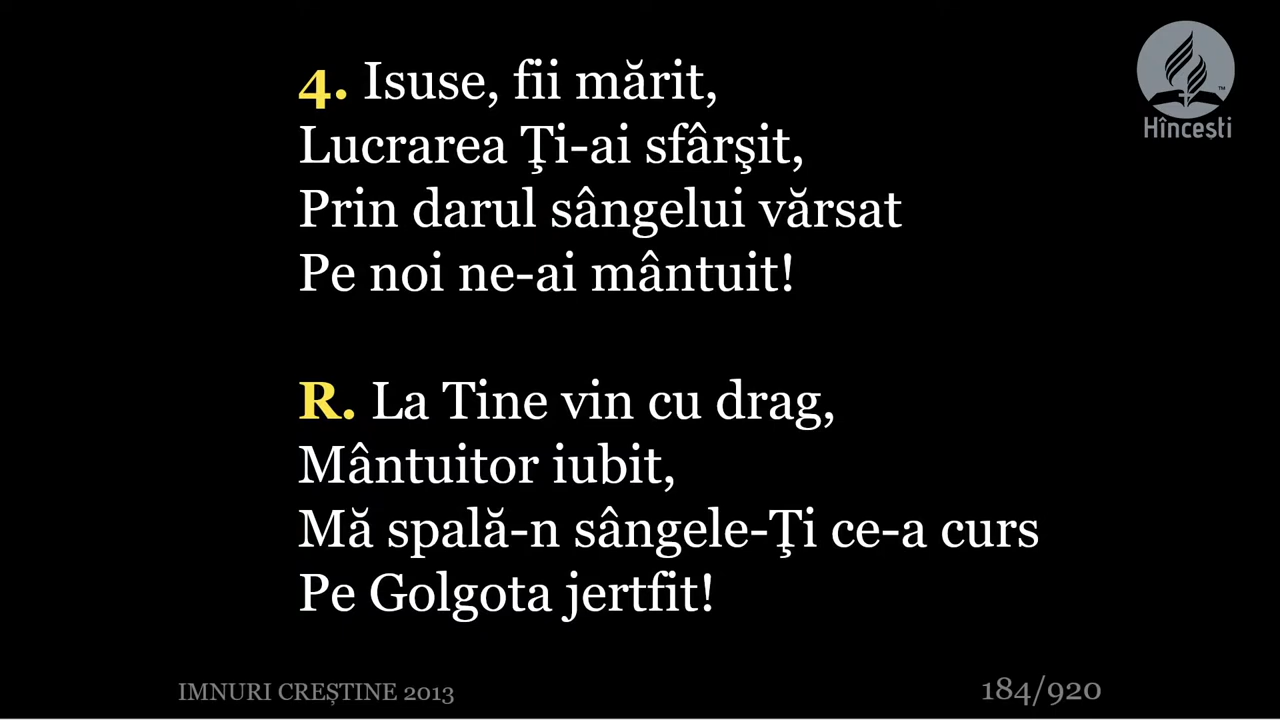 4. Isuse, fii mărit,
Lucrarea Ţi-ai sfârşit,
Prin darul sângelui vărsat
Pe noi ne-ai mântuit!
R. La Tine vin cu drag,
Mântuitor iubit,
Mă spală-n sângele-Ţi ce-a curs
Pe Golgota jertfit!
Hîncești
IMNURI CREȘTINE 2013
184/920